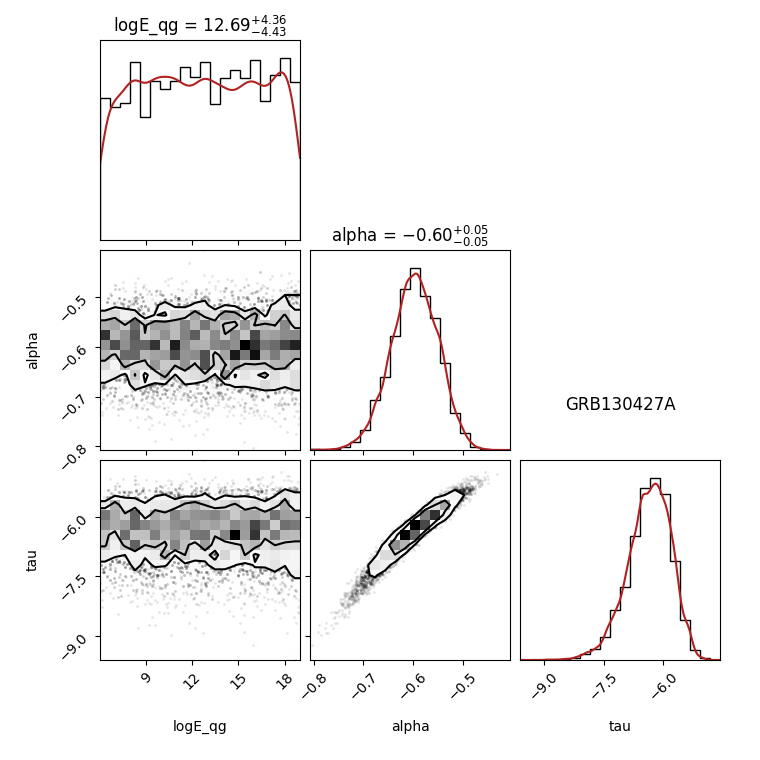 logE_qg = 12.69+4.36 −4.43
alpha = −0.60+0.05 −0.05
alpha
−0.5
−0.6
−0.7
−0.8
GRB130427A
tau
−6.0
−7.5
−9.0
9 12 15 18
−0.8 −0.7 −0.6 −0.5
−9.0 −7.5 −6.0
logE_qg alpha tau